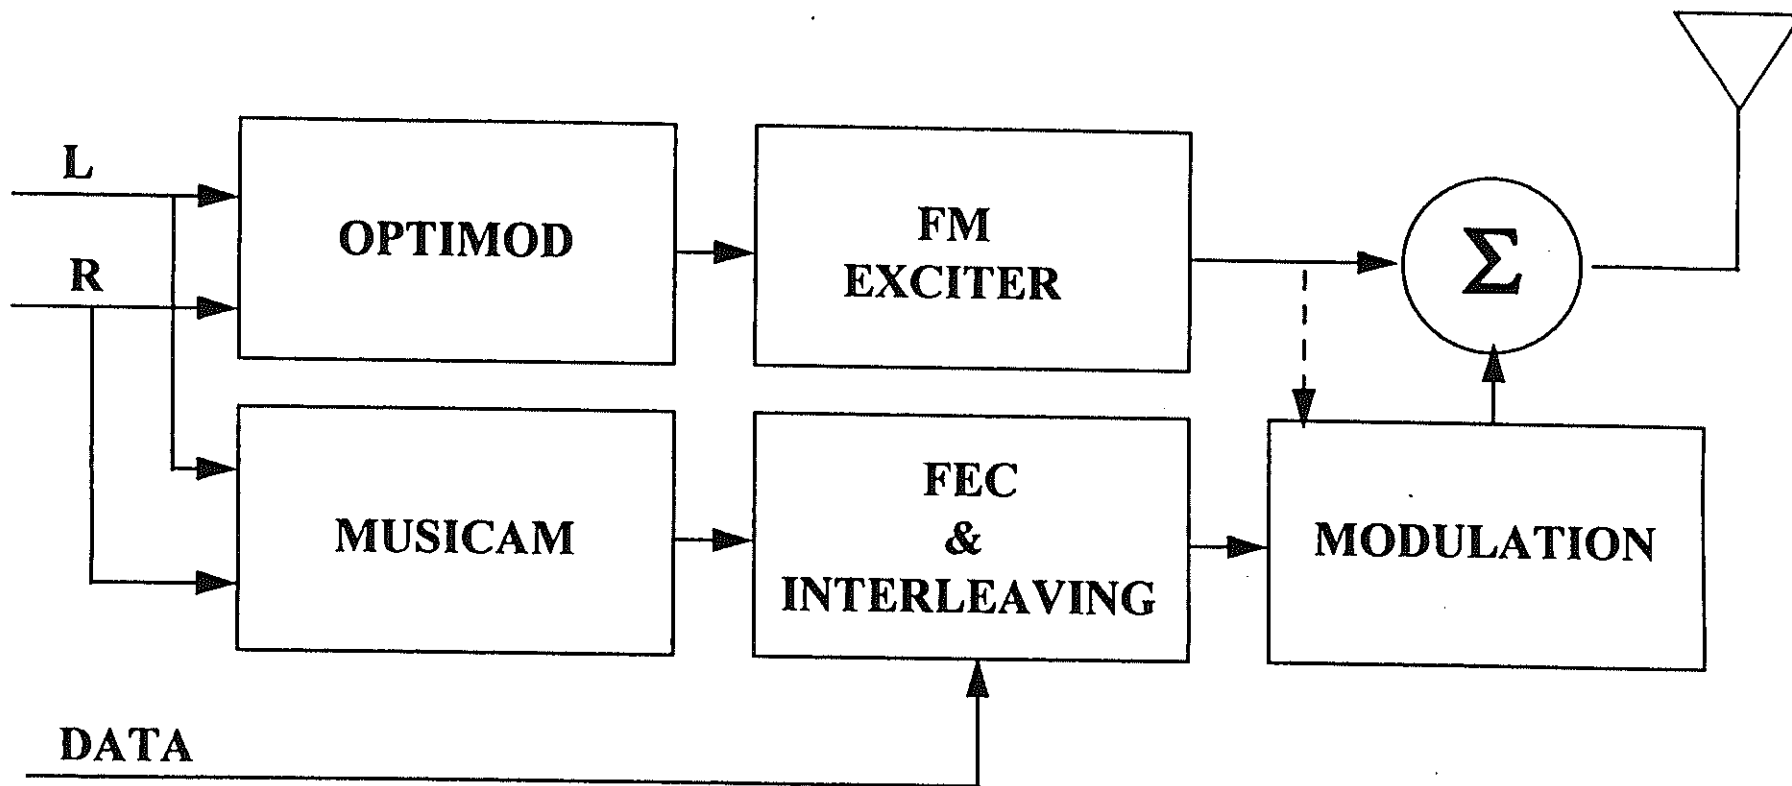 L
R
OPTIMOD
FM
EXCITER
Σ
MUSICAM
FEC
&
INTERLEAVING
MODULATION
DATA